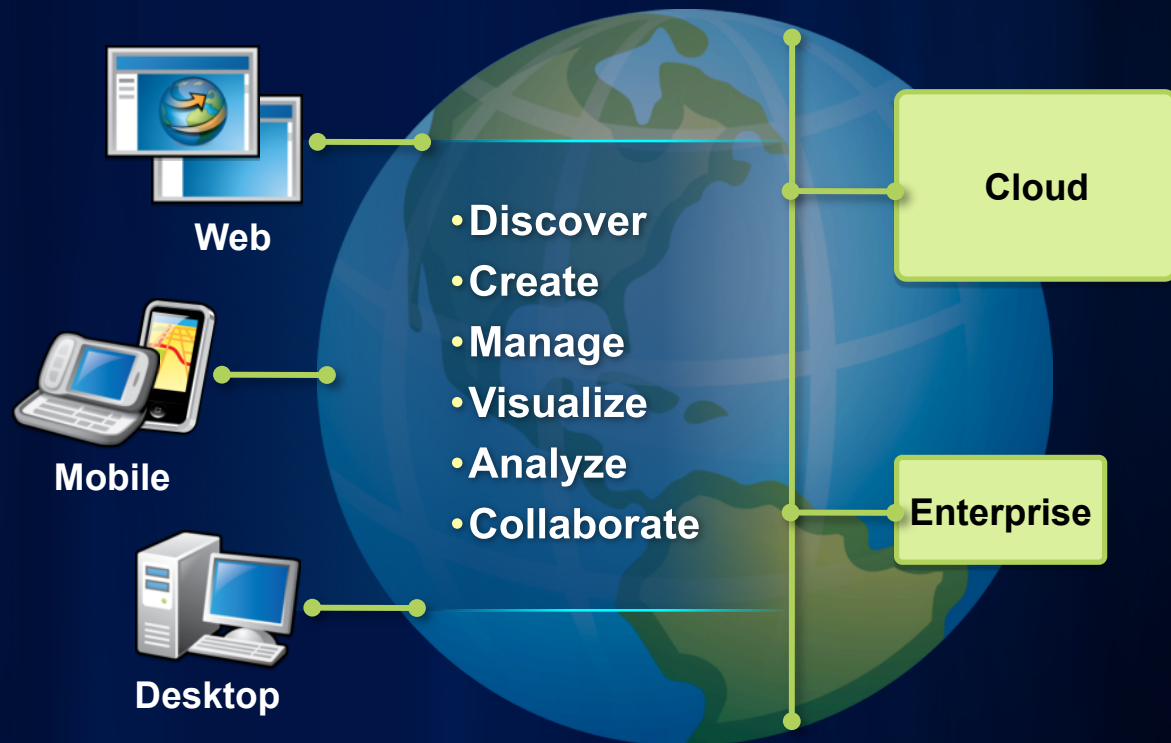 Web
Mobile
Desktop
•Discover
•Create
•Manage
•Visualize
•Analyze
•Collaborate
Cloud
Enterprise